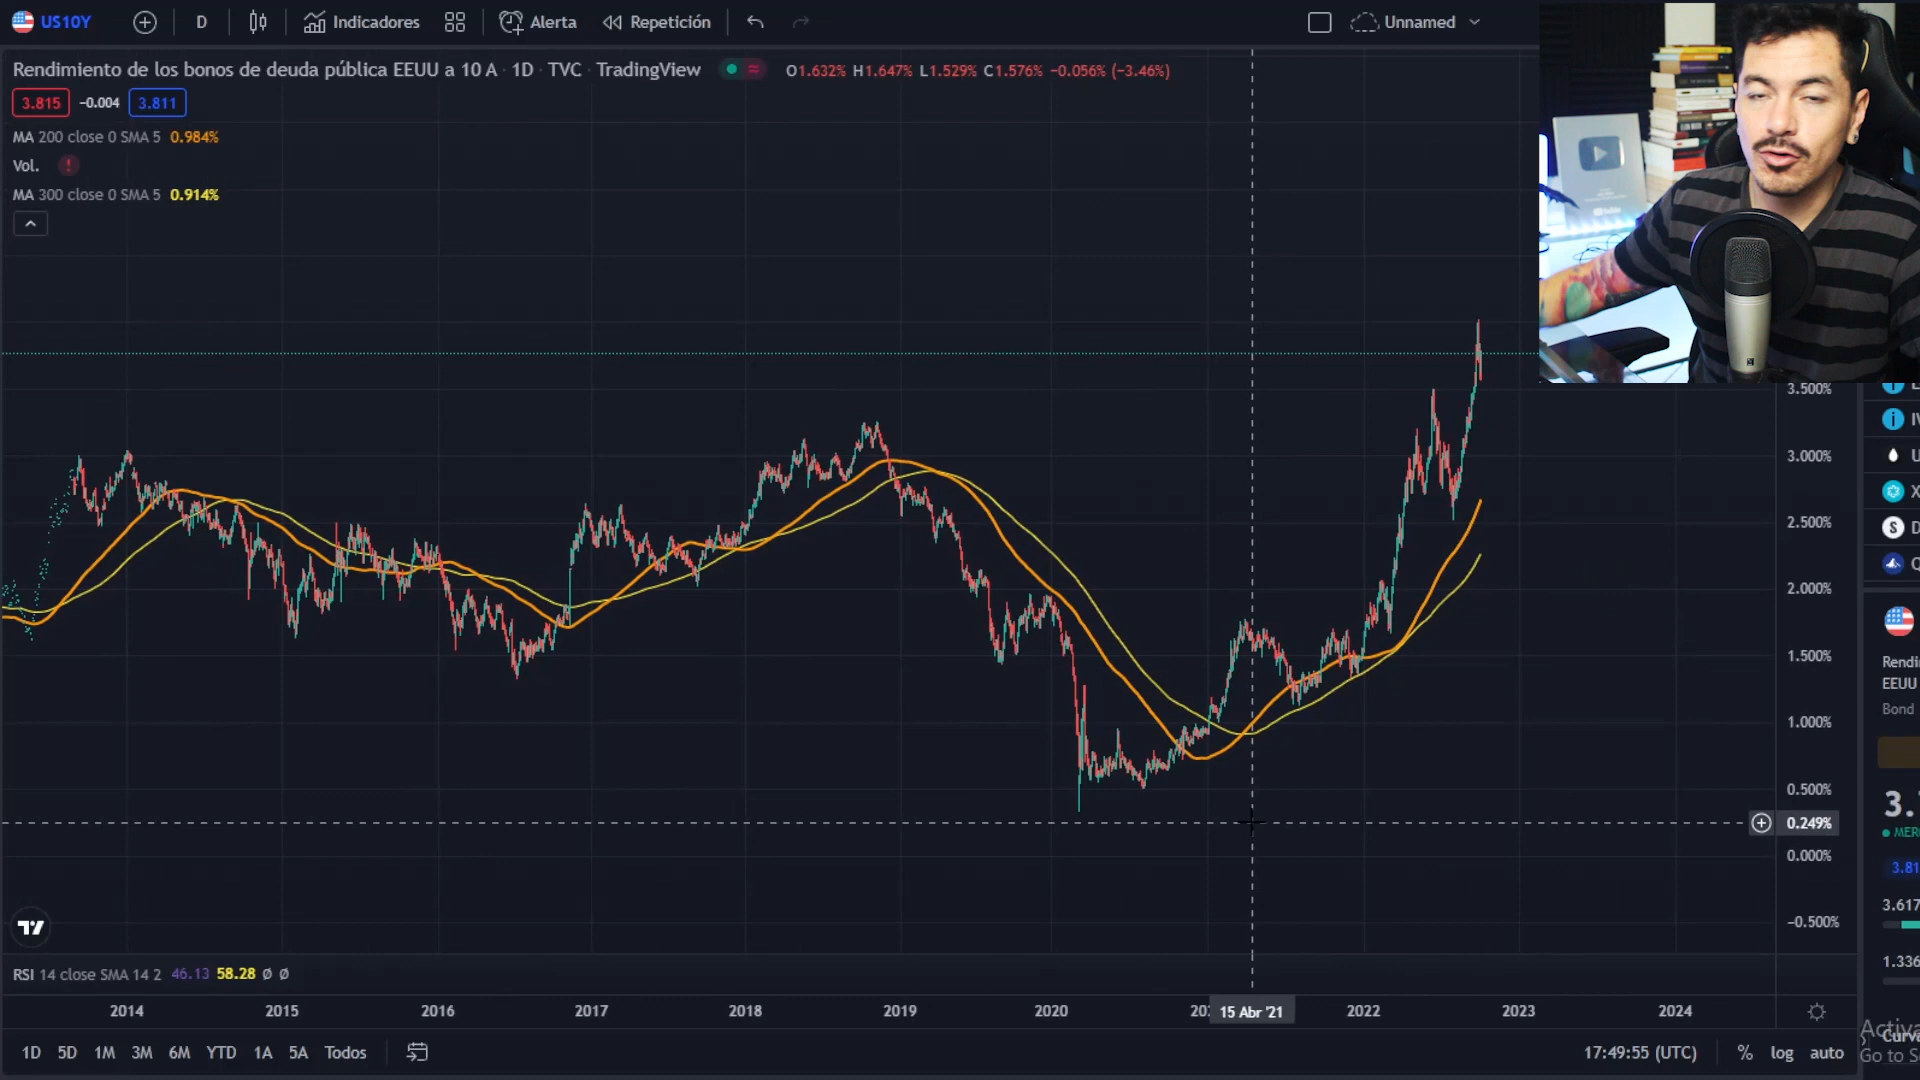 US10Y D Indicadores Alerta Repetición Unnamed
Rendimiento de los bonos de deuda pública EEUU a 10 A · 1D · TVC · TradingView O1.632% H1.647% L1.529% C1.576% −0.056% (−3.46%)
3.815 −0.004 3.811
MA 200 close 0 SMA 5 0.984%
Vol. !
MA 300 close 0 SMA 5 0.914%
3.500%
3.000%
2.500%
2.000%
1.500%
1.000%
0.500%
0.249%
0.000%
−0.500%
RSI 14 close SMA 14 2 46.13 58.28 Ø Ø
2014 2015 2016 2017 2018 2019 2020 15 Abr '21 2022 2023 2024
1D 5D 1M 3M 6M YTD 1A 5A Todos 17:49:55 (UTC) % log auto
Rendi
EEUU
Bond
3.
MER
3.81
3.617
1.336
Activa
Curva
Go to S